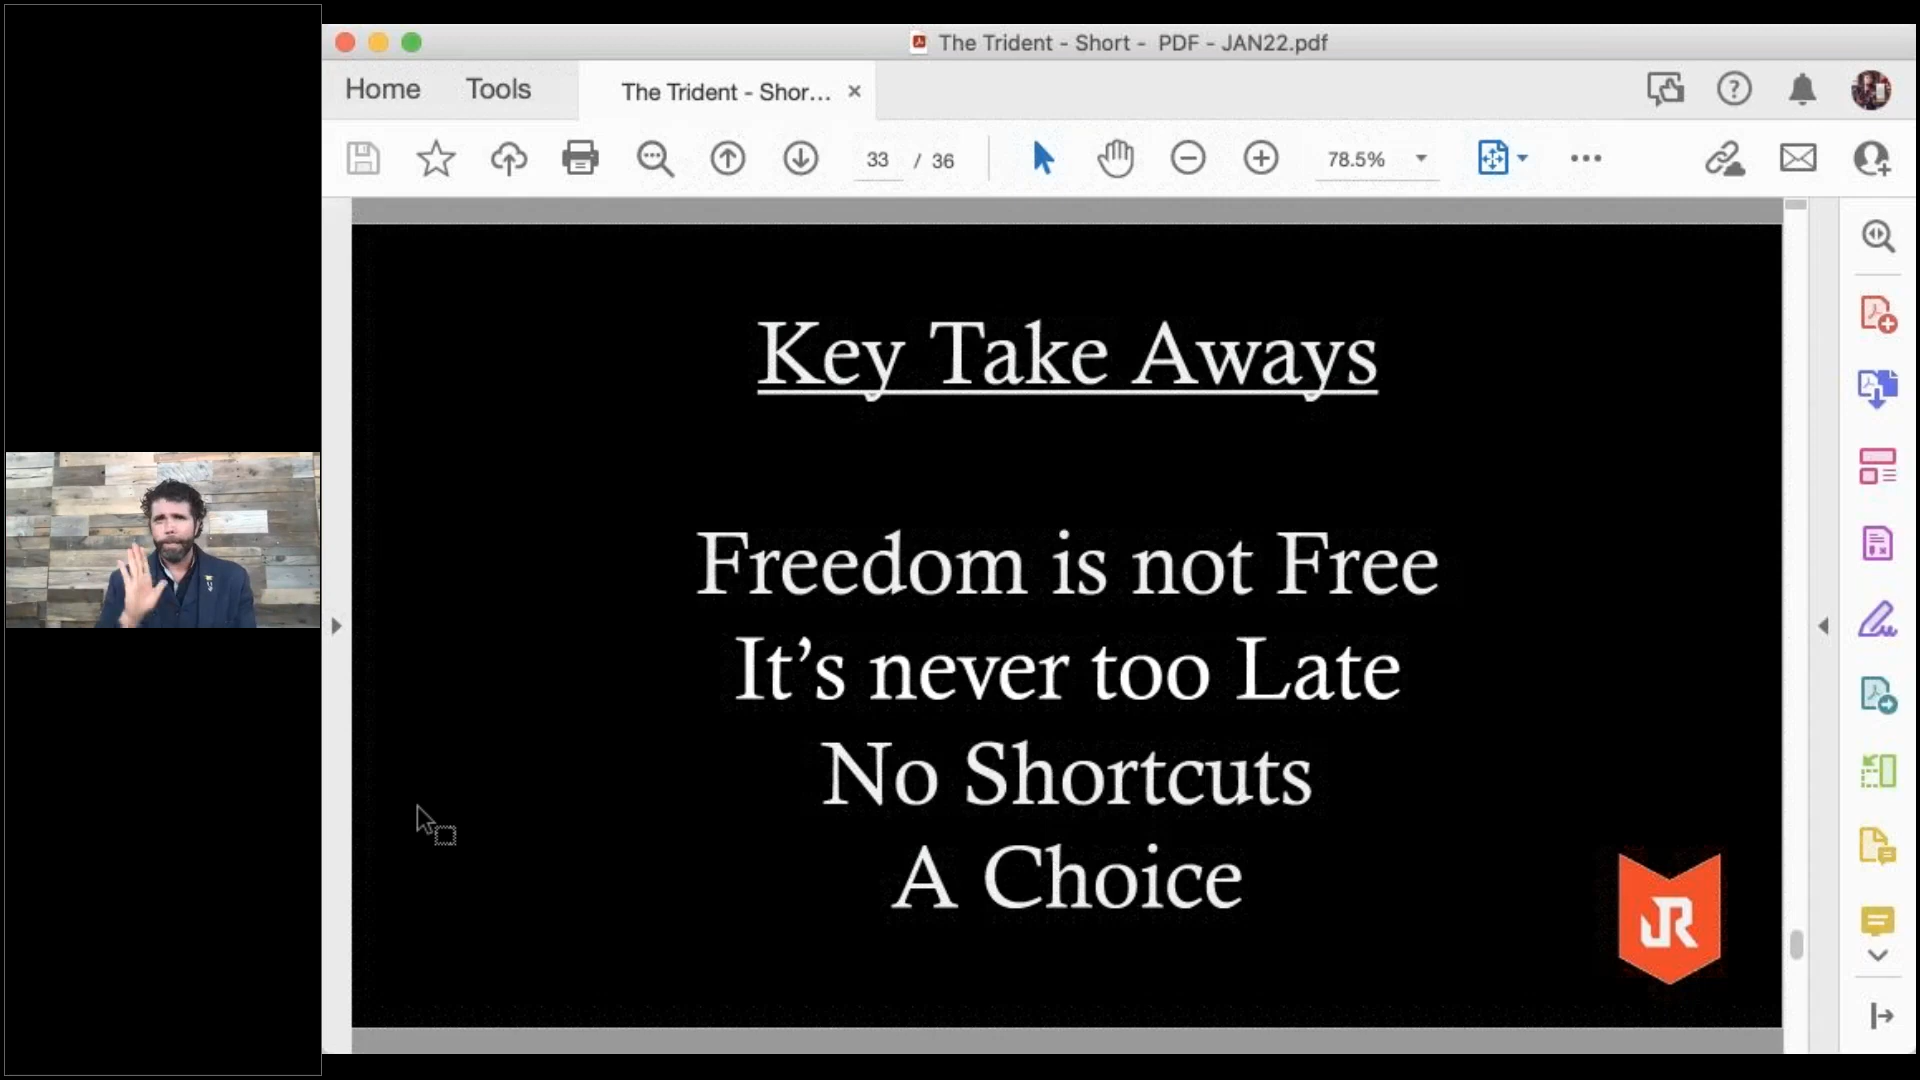 The Trident - Short - PDF - JAN22.pdf
Home
Tools
The Trident - Shor...
33 / 36
78.5%
Key Take Aways
Freedom is not Free
It's never too Late
No Shortcuts
A Choice
JR